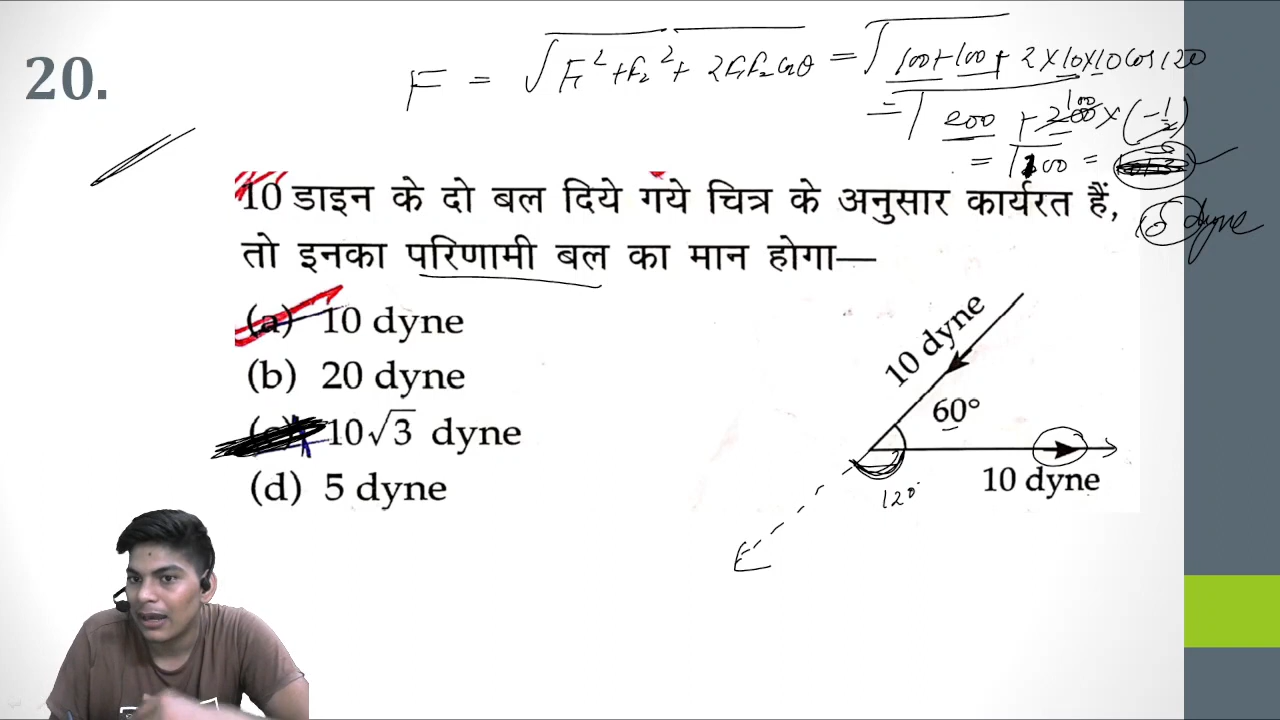 20.
F = √F₁² + F₂² + 2F₁F₂ cosθ = √100 + 100 + 2×10×10 cos 120
= √200 + 200 100 × (-1/2)
= √100 =
10 dyne
10 डाइन के दो बल दिये गये चित्र के अनुसार कार्यरत हैं,
तो इनका परिणामी बल का मान होगा—
(a) 10 dyne
(b) 20 dyne
10√3 dyne
(d) 5 dyne
10 dyne
60°
10 dyne
120°